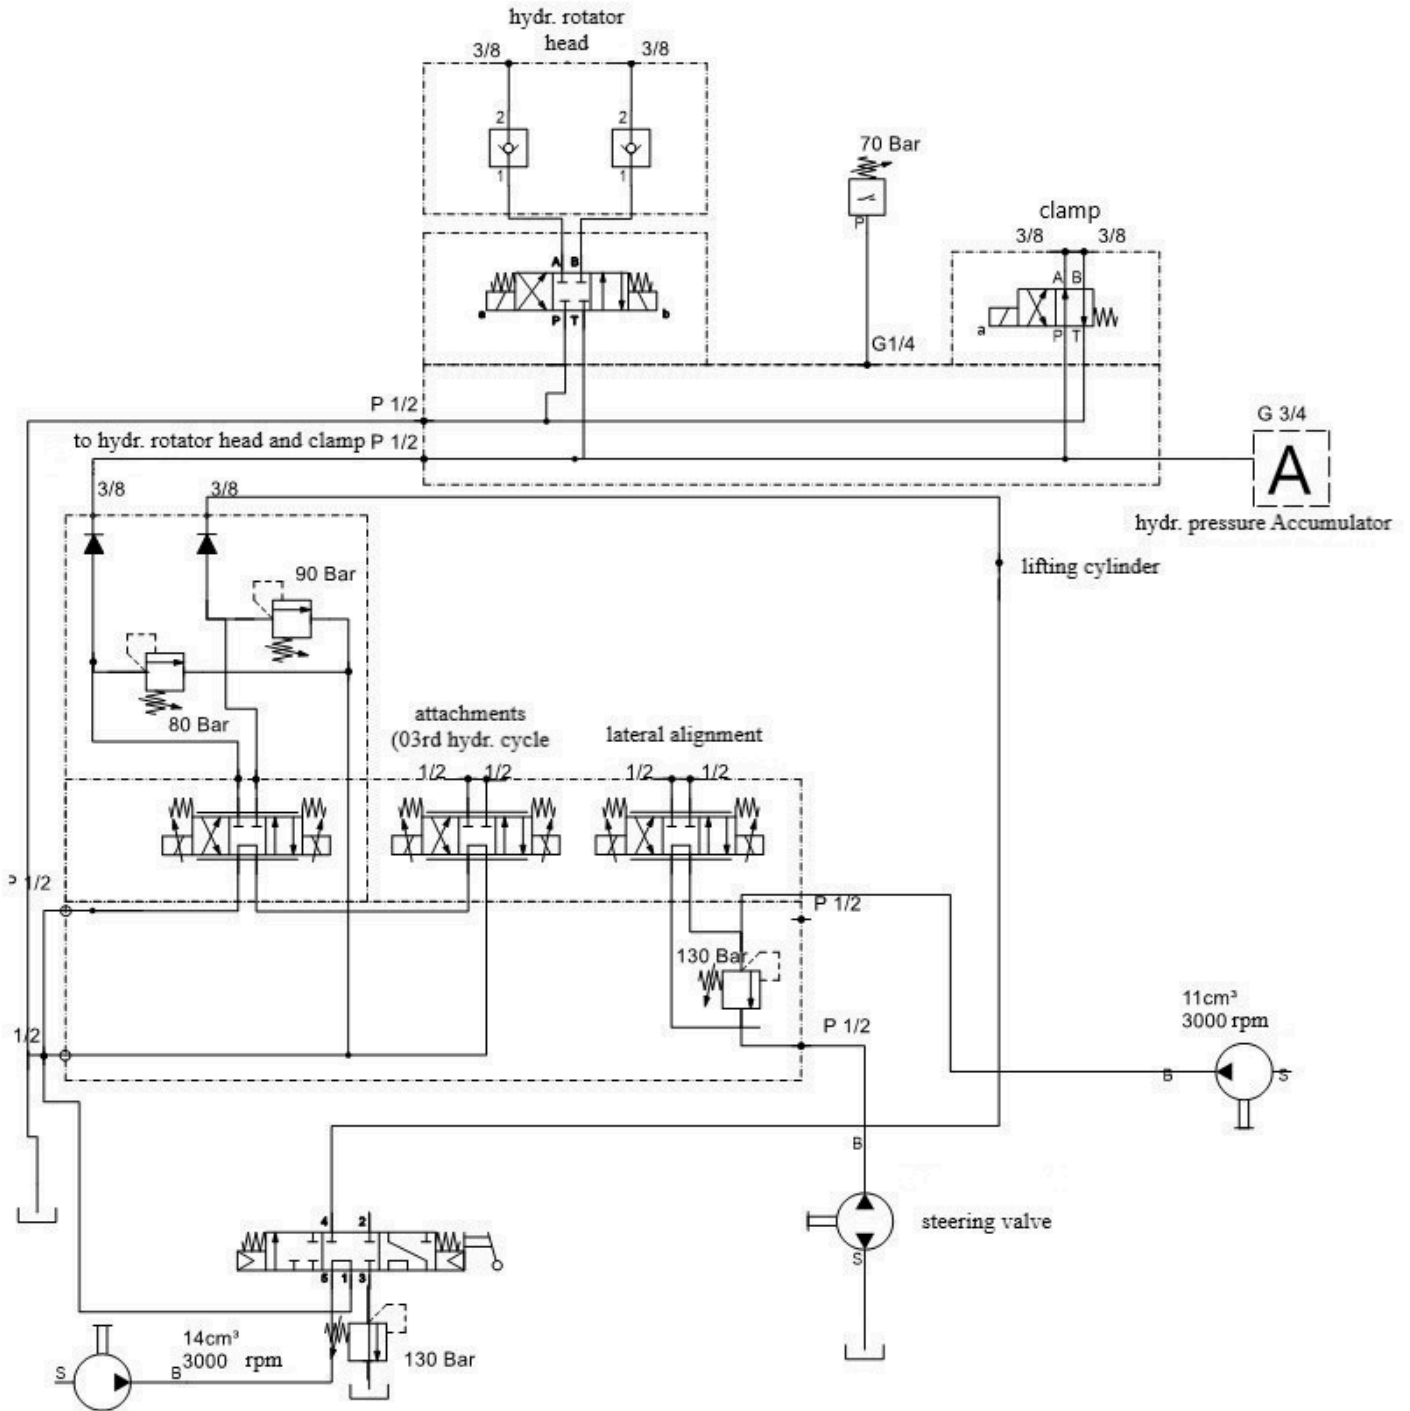 hydr. rotator
head
3/8
3/8
2
2
1
1
70 Bar
P
clamp
3/8
3/8
A
B
A
B
a
b
P
T
a
P
T
G1/4
P 1/2
to hydr. rotator head and clamp
P 1/2
G 3/4
A
hydr. pressure Accumulator
3/8
3/8
lifting cylinder
90 Bar
80 Bar
attachments
(03rd hydr. cycle
lateral alignment
1/2
1/2
1/2
1/2
P 1/2
P 1/2
130 Bar
11cm³
3000 rpm
1/2
P 1/2
B
S
B
steering valve
S
4
2
5
1
3
14cm³
3000 rpm
S
B
130 Bar